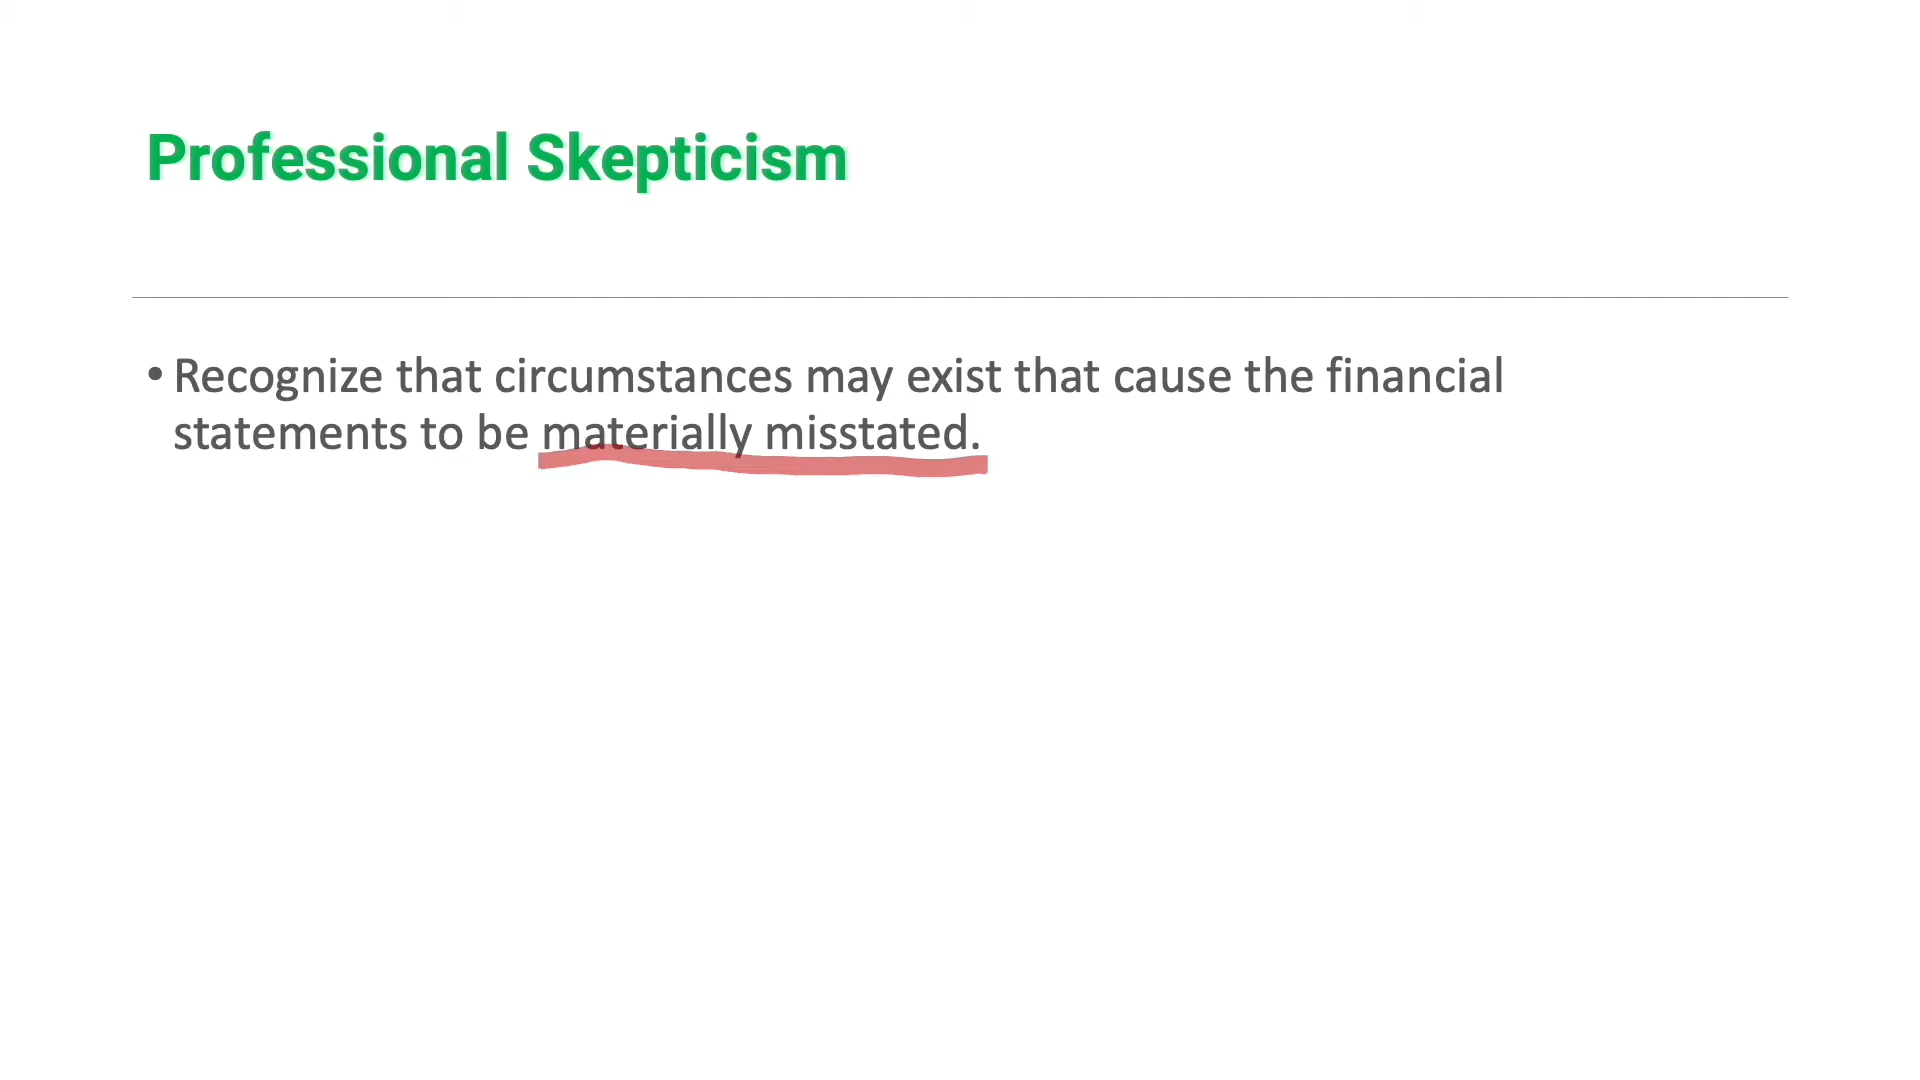 Professional Skepticism
• Recognize that circumstances may exist that cause the financial
statements to be materially misstated.